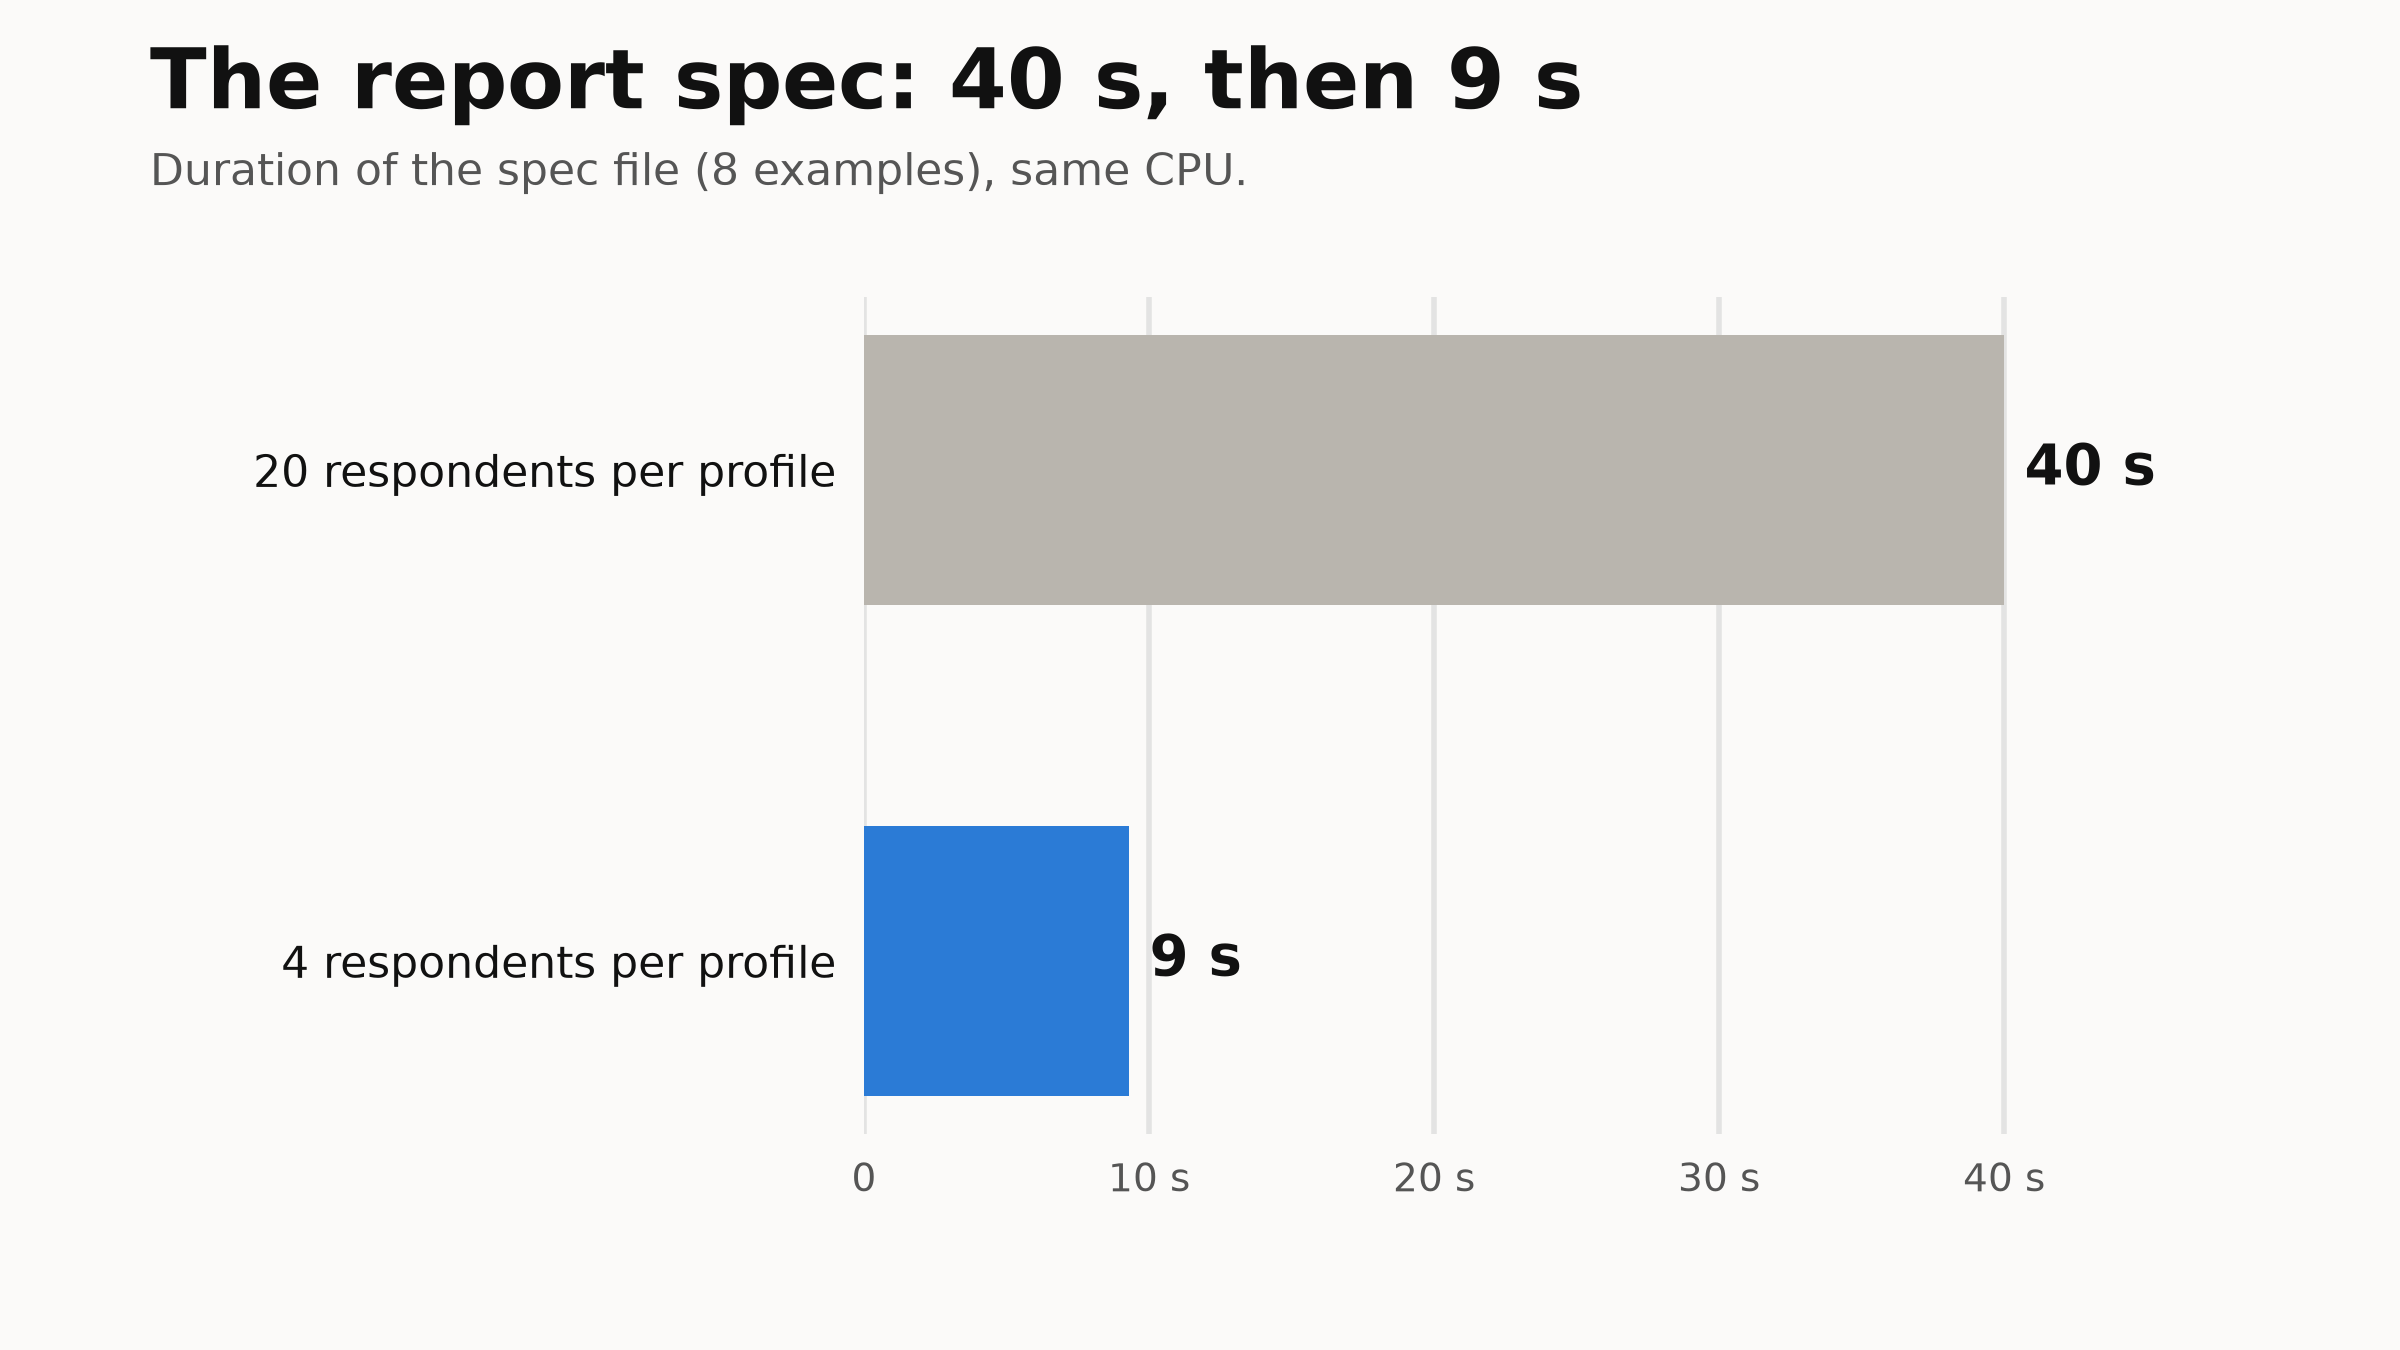 The report spec: 40 s, then 9 s
Duration of the spec file (8 examples), same CPU.
20 respondents per profile
40 s
4 respondents per profile
9 s
0 10 s 20 s 30 s 40 s